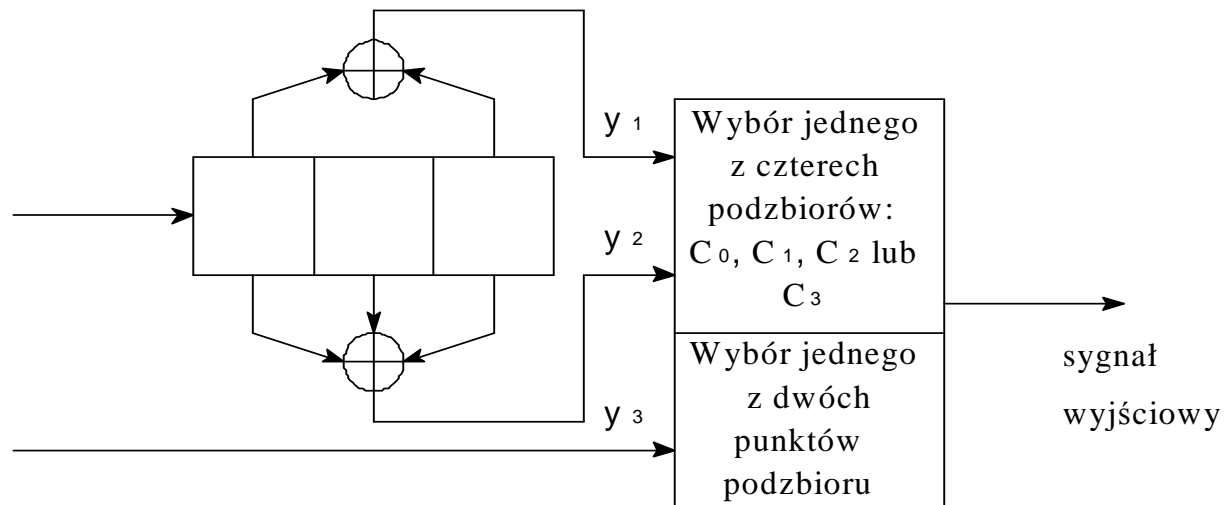 y 1
Wybór jednego
z czterech
podzbiorów:
C 0, C 1, C 2 lub
C 3
y 2
Wybór jednego
z dwóch
punktów
podzbioru
y 3
sygnał
wyjściowy